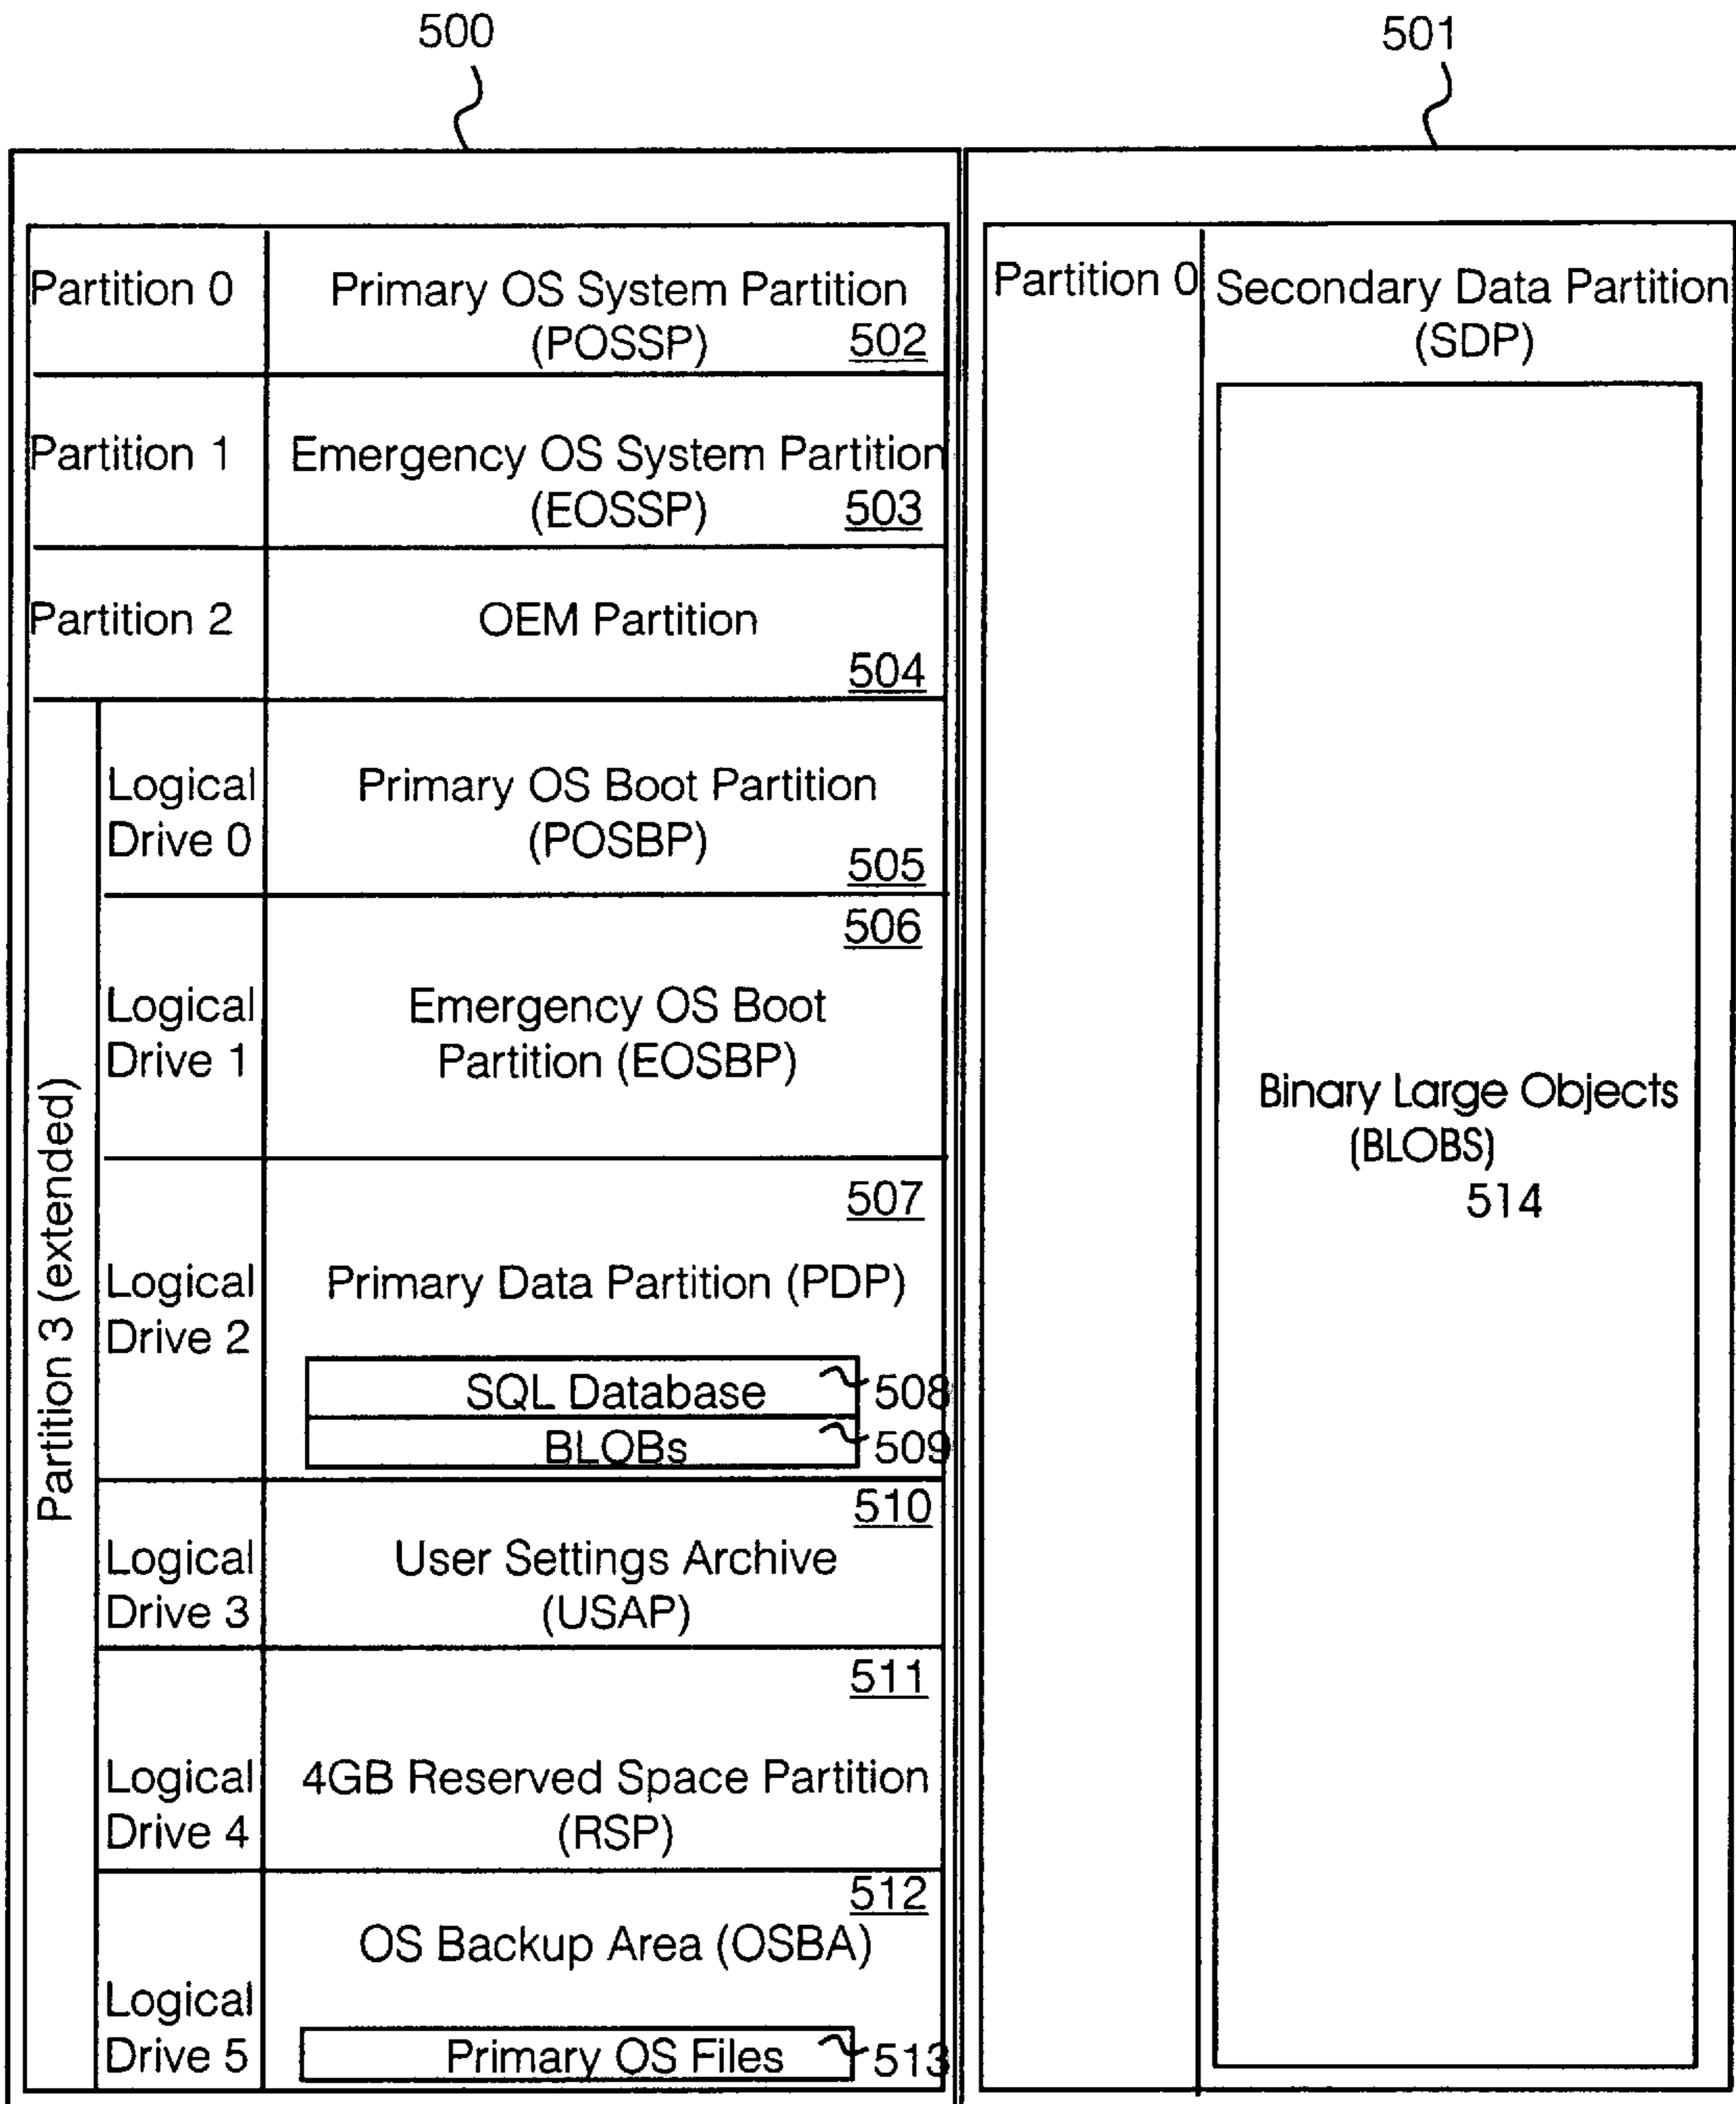 500
501
Partition 0
Primary OS System Partition
(POSSP)
502
Partition 1
Emergency OS System Partition
(EOSSP)
503
Partition 2
OEM Partition
504
Partition 3 (extended)
Logical
Drive 0
Primary OS Boot Partition
(POSBP)
505
Logical
Drive 1
506
Emergency OS Boot
Partition (EOSBP)
Logical
Drive 2
507
Primary Data Partition (PDP)
SQL Database
508
BLOBs
509
Logical
Drive 3
510
User Settings Archive
(USAP)
Logical
Drive 4
511
4GB Reserved Space Partition
(RSP)
Logical
Drive 5
512
OS Backup Area (OSBA)
Primary OS Files
513
Partition 0
Secondary Data Partition
(SDP)
Binary Large Objects
(BLOBS)
514